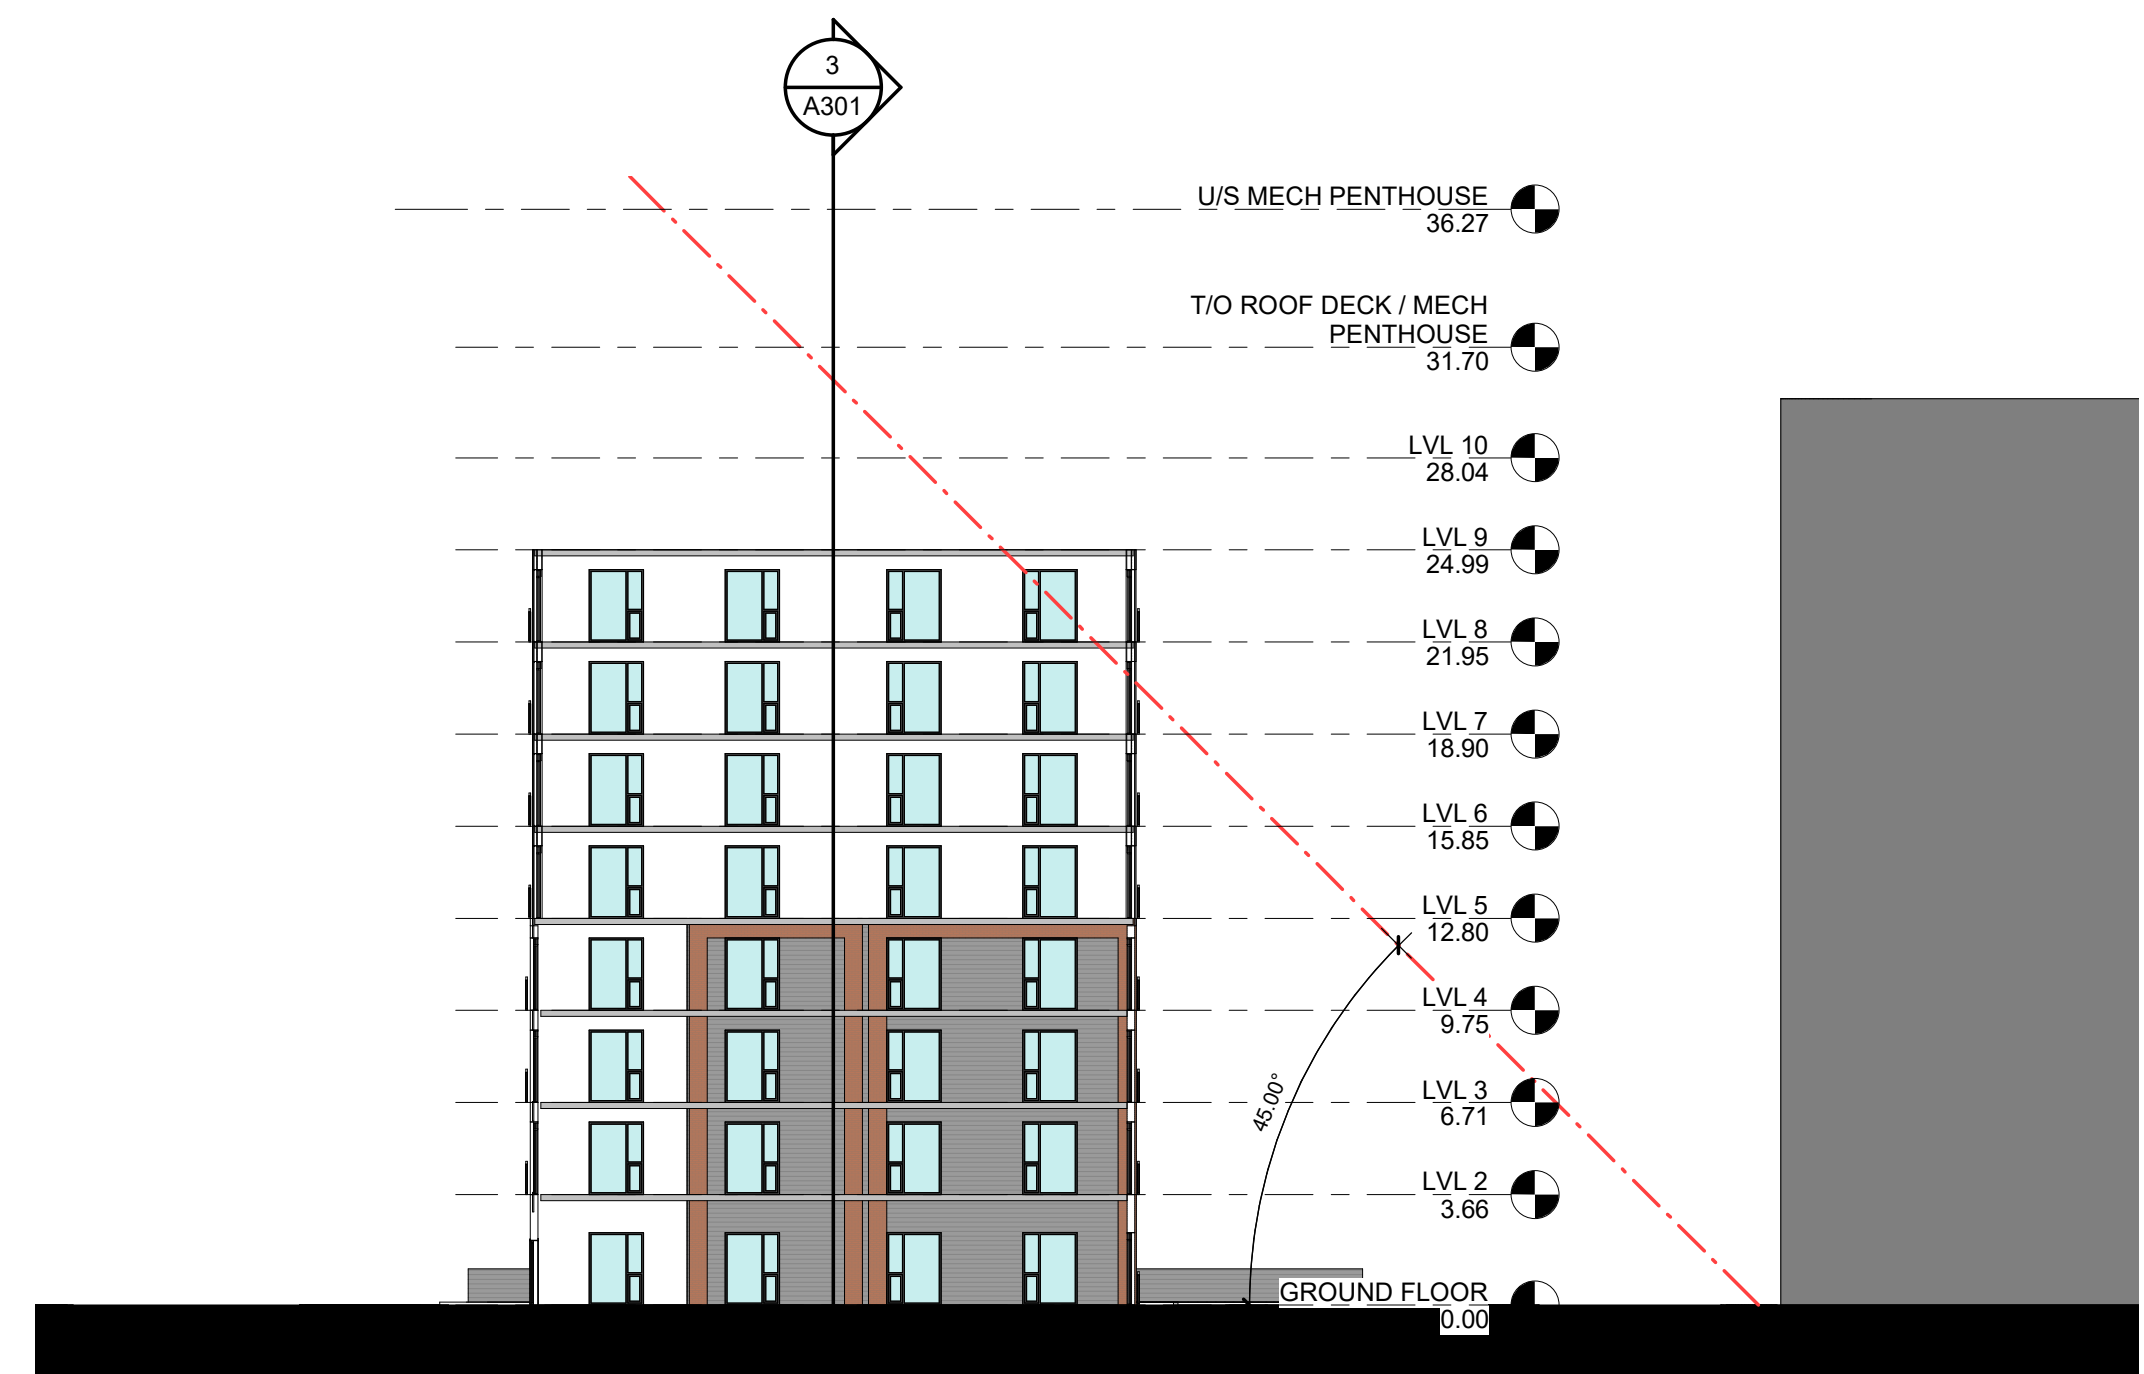 3
A301
U/S MECH PENTHOUSE
36.27
T/O ROOF DECK / MECH
PENTHOUSE
31.70
LVL 10
28.04
LVL 9
24.99
LVL 8
21.95
LVL 7
18.90
LVL 6
15.85
LVL 5
12.80
LVL 4
9.75
LVL 3
6.71
45.00°
LVL 2
3.66
GROUND FLOOR
0.00